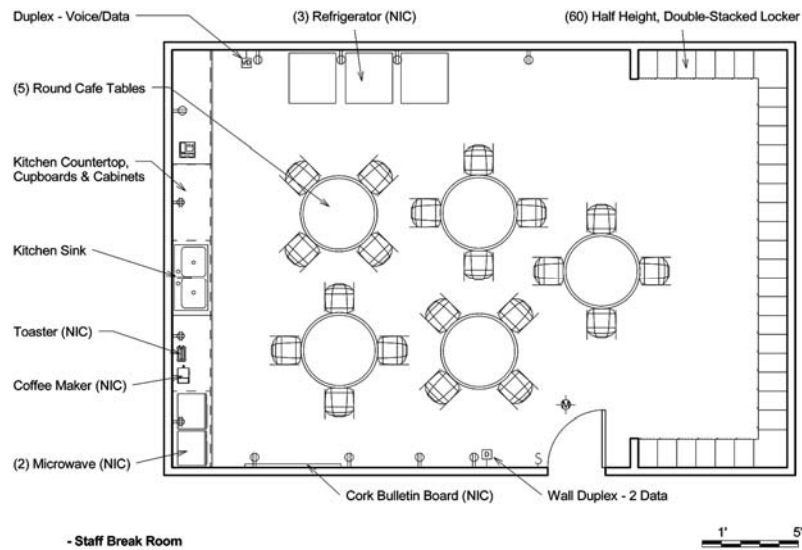 Duplex - Voice/Data
(3) Refrigerator (NIC)
(60) Half Height, Double-Stacked Locker
(5) Round Cafe Tables
Kitchen Countertop,
Cupboards & Cabinets
Kitchen Sink
Toaster (NIC)
Coffee Maker (NIC)
(2) Microwave (NIC)
M
D
S
Cork Bulletin Board (NIC)
Wall Duplex - 2 Data
- Staff Break Room
1' 5'